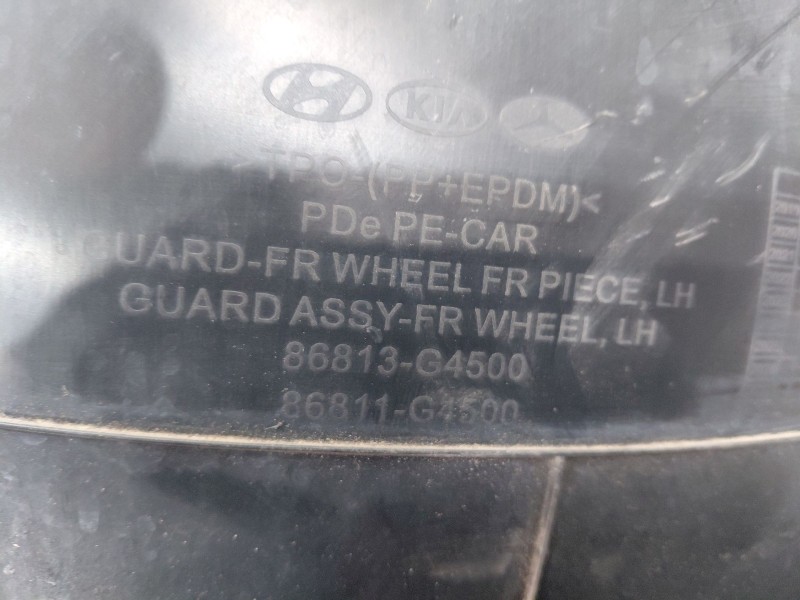 KIA
>TPO-(PP+EPDM)<
PDe PE-CAR
GUARD-FR WHEEL FR PIECE, LH
GUARD ASSY-FR WHEEL, LH
86813-G4500
86811-G4500